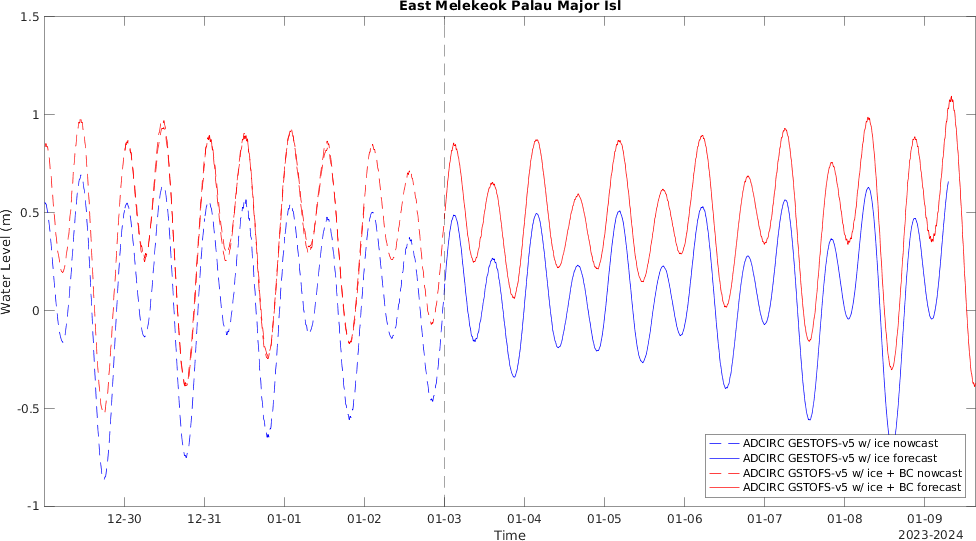 East Melekeok Palau Major Isl
1.5
1
0.5
0
-0.5
-1
Water Level (m)
12-30
12-31
01-01
01-02
01-03
01-04
01-05
01-06
01-07
01-08
01-09
Time
2023-2024
ADCIRC GESTOFS-v5 w/ ice nowcast
ADCIRC GESTOFS-v5 w/ ice forecast
ADCIRC GSTOFS-v5 w/ ice + BC nowcast
ADCIRC GSTOFS-v5 w/ ice + BC forecast